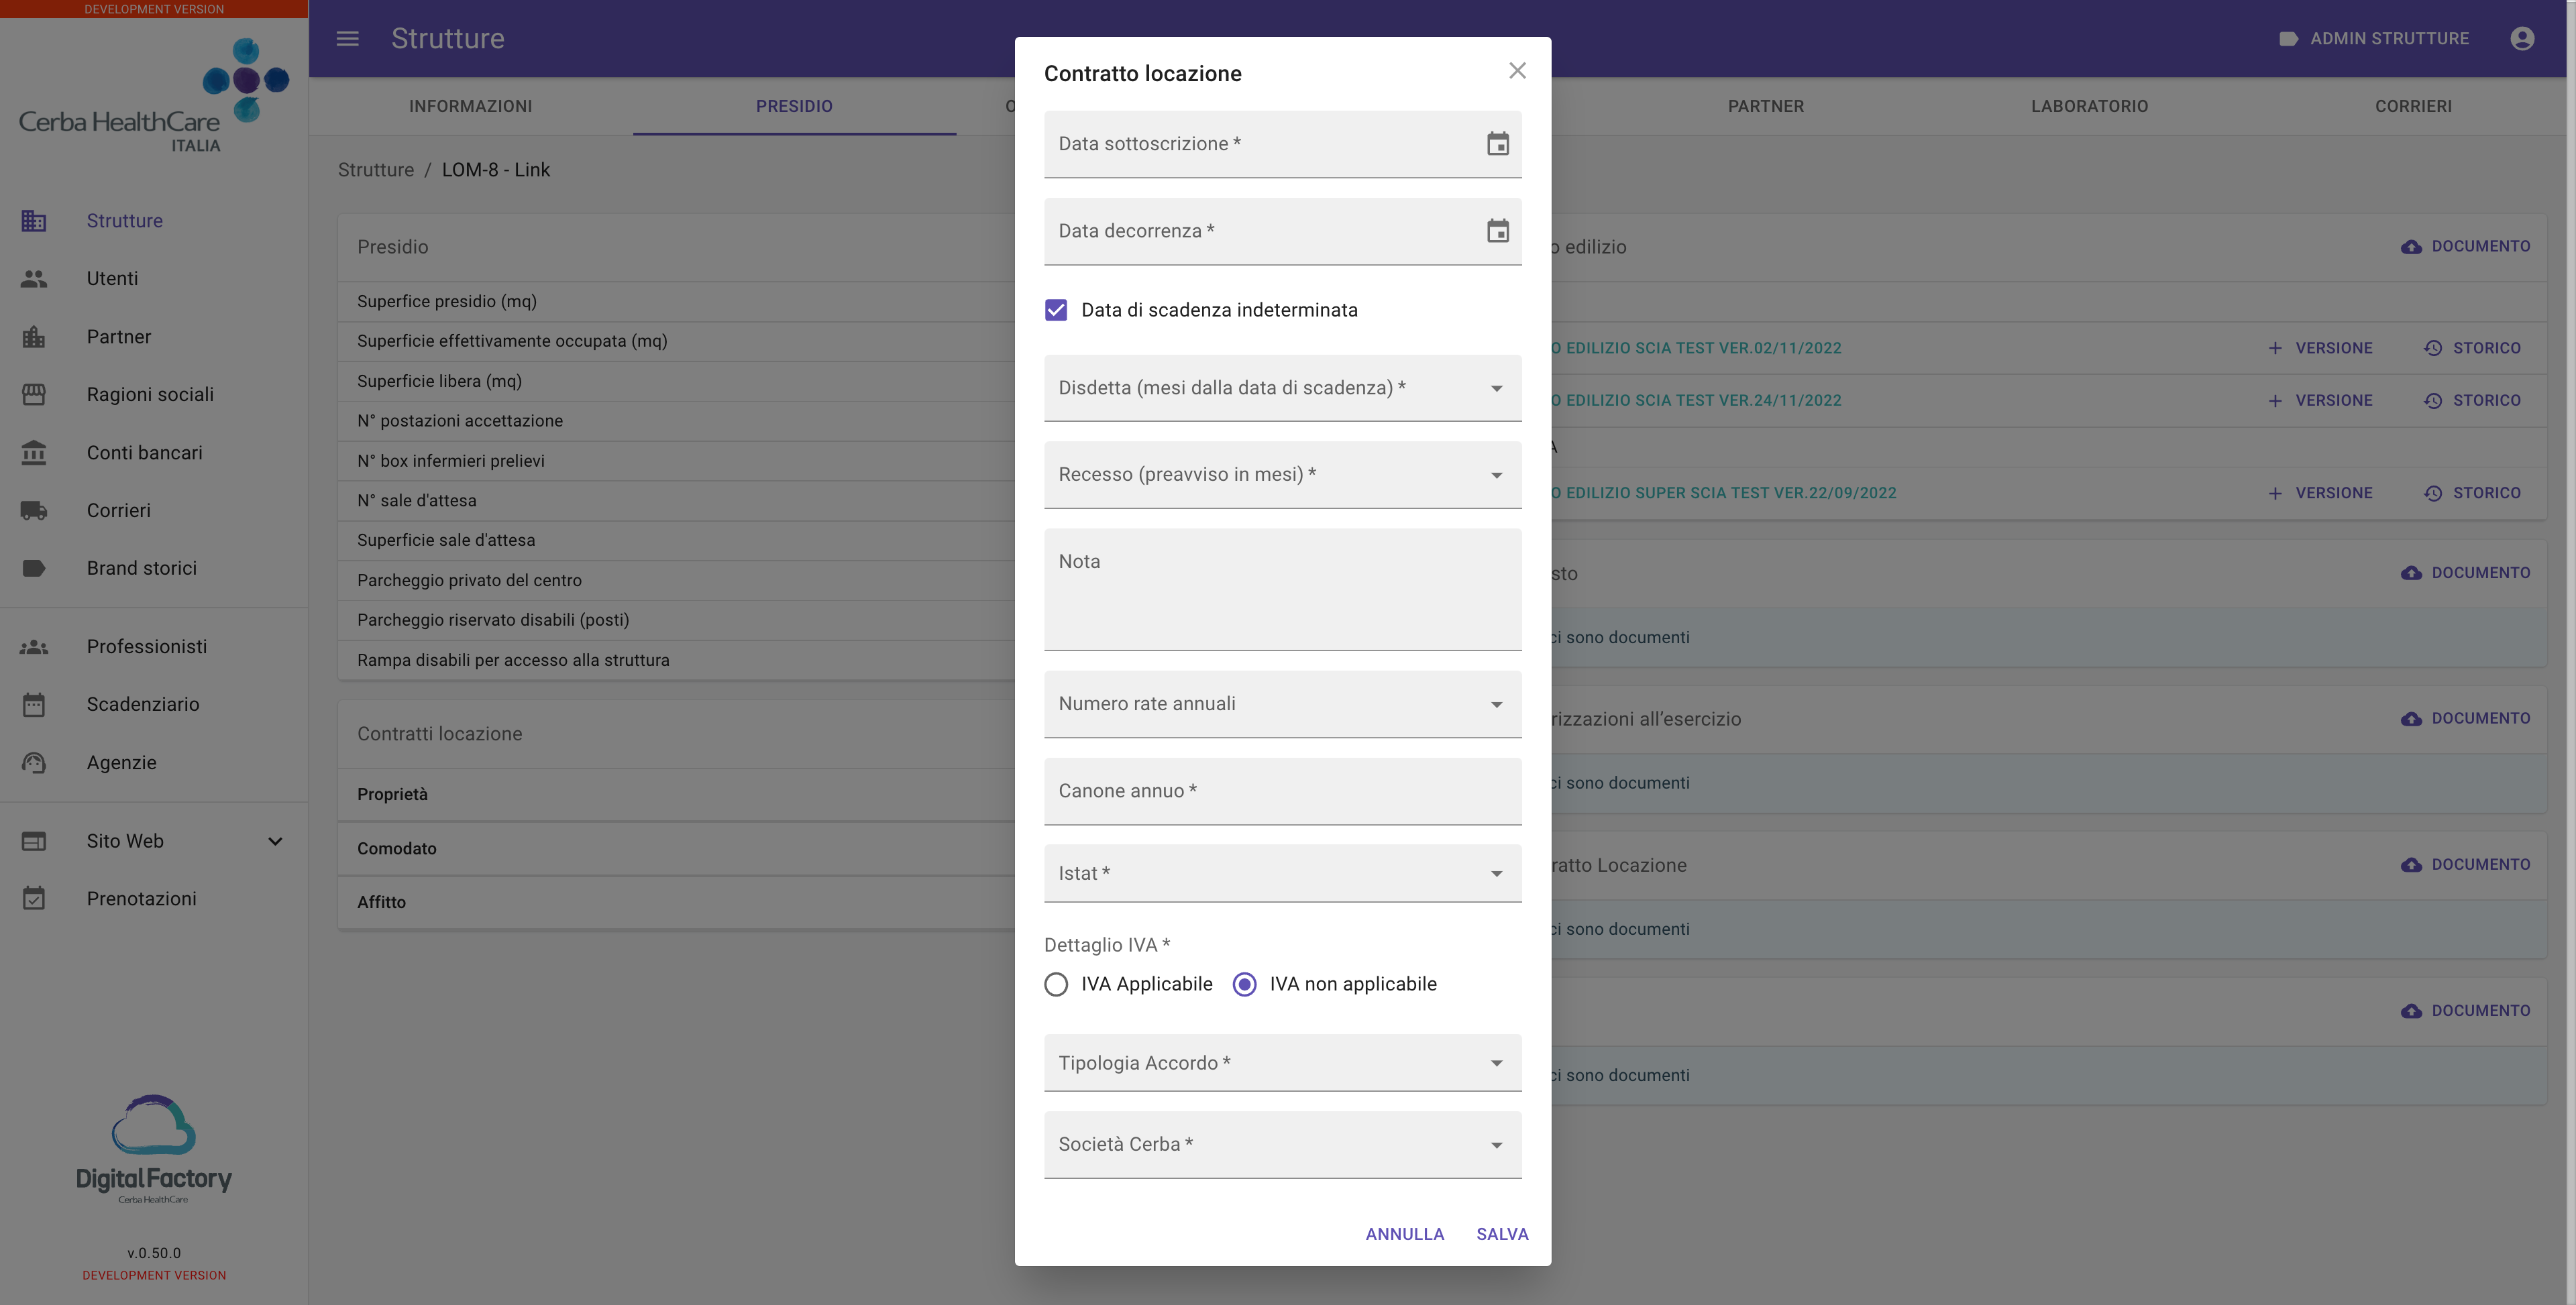 DEVELOPMENT VERSION
Cerba HealthCare
ITALIA
Strutture
Utenti
Partner
Ragioni sociali
Conti bancari
Corrieri
Brand storici
Professionisti
Scadenziario
Agenzie
Sito Web
Prenotazioni
Digital Factory
Cerba HealthCare
v.0.50.0
DEVELOPMENT VERSION
Strutture
ADMIN STRUTTURE
INFORMAZIONI
PRESIDIO
O
PARTNER
LABORATORIO
CORRIERI
Strutture / LOM-8 - Link
Presidio
Superfice presidio (mq)
Superficie effettivamente occupata (mq)
Superficie libera (mq)
N° postazioni accettazione
N° box infermieri prelievi
N° sale d'attesa
Superficie sale d'attesa
Parcheggio privato del centro
Parcheggio riservato disabili (posti)
Rampa disabili per accesso alla struttura
Contratti locazione
Proprietà
Comodato
Affitto
Contratto locazione
Data sottoscrizione *
Data decorrenza *
Data di scadenza indeterminata
Disdetta (mesi dalla data di scadenza) *
Recesso (preavviso in mesi) *
Nota
Numero rate annuali
Canone annuo *
Istat *
Dettaglio IVA *
IVA Applicabile IVA non applicabile
Tipologia Accordo *
Società Cerba *
ANNULLA SALVA
o edilizio DOCUMENTO
O EDILIZIO SCIA TEST VER.02/11/2022 + VERSIONE STORICO
O EDILIZIO SCIA TEST VER.24/11/2022 + VERSIONE STORICO
A
O EDILIZIO SUPER SCIA TEST VER.22/09/2022 + VERSIONE STORICO
sto DOCUMENTO
ci sono documenti
rizzazioni all’esercizio DOCUMENTO
ci sono documenti
ratto Locazione DOCUMENTO
ci sono documenti
DOCUMENTO
ci sono documenti